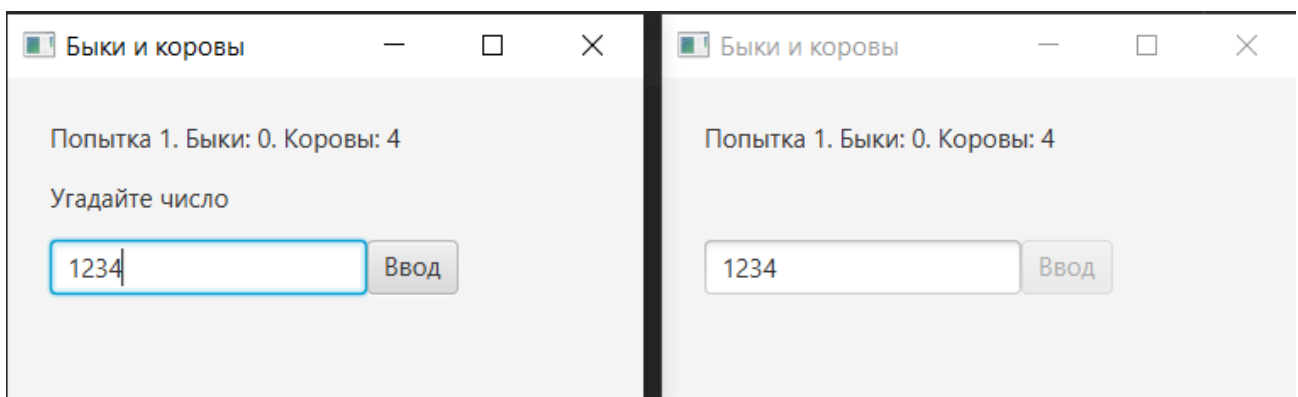 Быки и коровы
Попытка 1. Быки: 0. Коровы: 4
Угадайте число
1234 Ввод
Быки и коровы
Попытка 1. Быки: 0. Коровы: 4
1234 Ввод